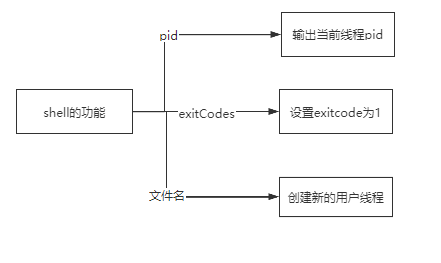 pid
输出当前线程pid
shell的功能
exitCodes
设置exitcode为1
文件名
创建新的用户线程